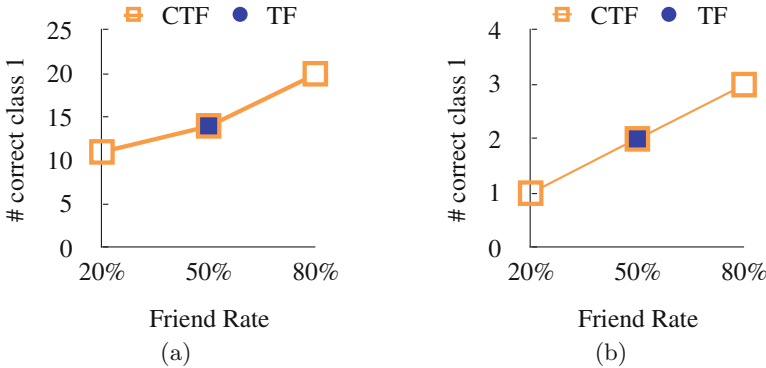 CTF TF
# correct class 1
25
20
15
10
5
0
20% 50% 80%
Friend Rate
(a)
CTF TF
# correct class 1
4
3
2
1
0
20% 50% 80%
Friend Rate
(b)